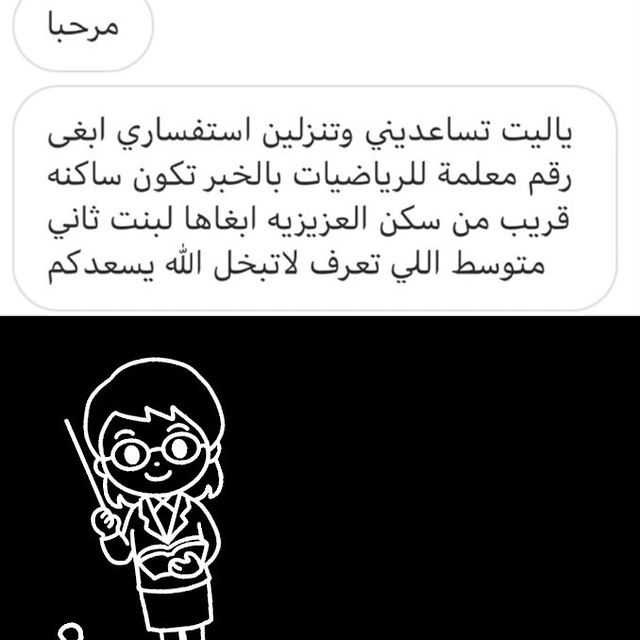 مرحبا
ياليت تساعديني وتنزلين استفساري ابغى
رقم معلمة للرياضيات بالخبر تكون ساكنه
قريب من سكن العزيزيه ابغاها لبنت ثاني
متوسط اللي تعرف لاتبخل الله يسعدكم